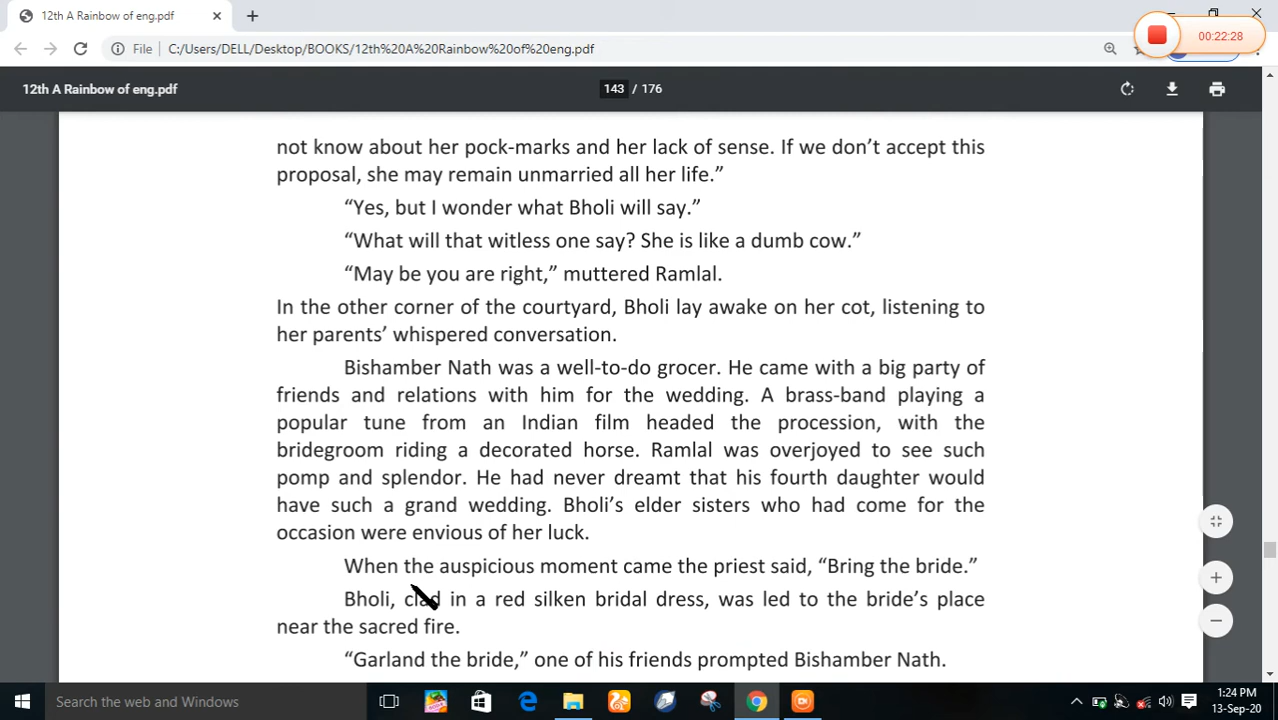 12th A Rainbow of eng.pdf
00:22:28
File
C:/Users/DELL/Desktop/BOOKS/12th%20A%20Rainbow%20of%20eng.pdf
12th A Rainbow of eng.pdf
143 / 176
not know about her pock-marks and her lack of sense. If we don’t accept this
proposal, she may remain unmarried all her life.”
“Yes, but I wonder what Bholi will say.”
“What will that witless one say? She is like a dumb cow.”
“May be you are right,” muttered Ramlal.
In the other corner of the courtyard, Bholi lay awake on her cot, listening to
her parents’ whispered conversation.
Bishamber Nath was a well-to-do grocer. He came with a big party of
friends and relations with him for the wedding. A brass-band playing a
popular tune from an Indian film headed the procession, with the
bridegroom riding a decorated horse. Ramlal was overjoyed to see such
pomp and splendor. He had never dreamt that his fourth daughter would
have such a grand wedding. Bholi’s elder sisters who had come for the
occasion were envious of her luck.
When the auspicious moment came the priest said, “Bring the bride.”
Bholi, clad in a red silken bridal dress, was led to the bride’s place
near the sacred fire.
“Garland the bride,” one of his friends prompted Bishamber Nath.
Search the web and Windows
1:24 PM
13-Sep-20